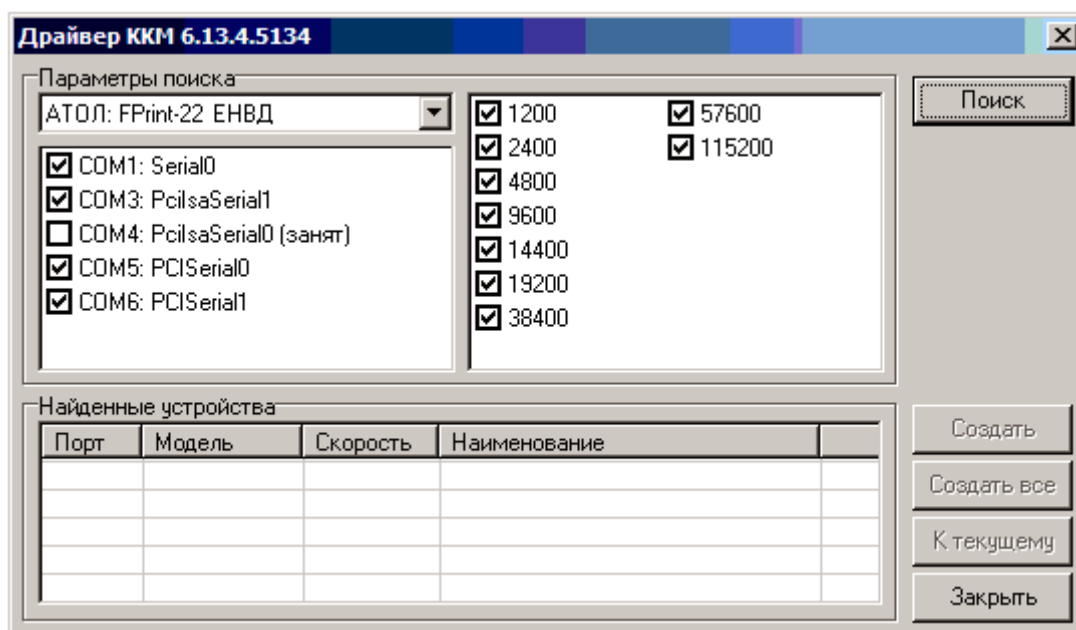 Драйвер ККМ 6.13.4.5134
Параметры поиска
АТОЛ: FPrint-22 ЕНВД
COM1: Serial0
COM3: PciIsaSerial1
COM4: PciIsaSerial0 (занят)
COM5: PCISerial0
COM6: PCISerial1
1200
2400
4800
9600
14400
19200
38400
57600
115200
Поиск
Найденные устройства
Порт Модель Скорость Наименование
Создать
Создать все
К текущему
Закрыть